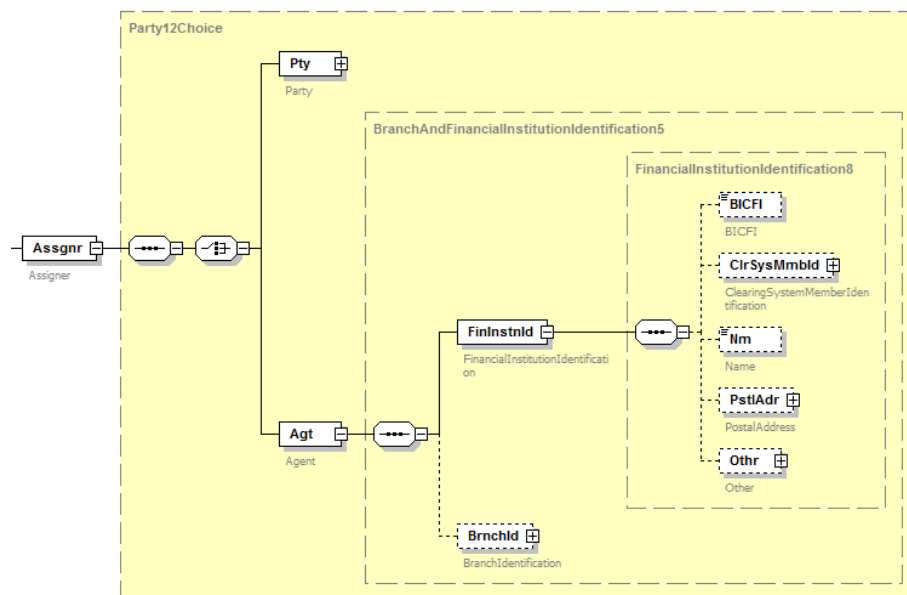 Party12Choice
Pty
Party
BranchAndFinancialInstitutionIdentification5
FinancialInstitutionIdentification8
BICFI
BICFI
Assgnr
Assigner
ClrSysMmbId
ClearingSystemMemberIden
tification
FinInstnId
FinancialInstitutionIdentificati
on
Nm
Name
PstlAdr
PostalAddress
Agt
Agent
Othr
Other
BrnchId
BranchIdentification